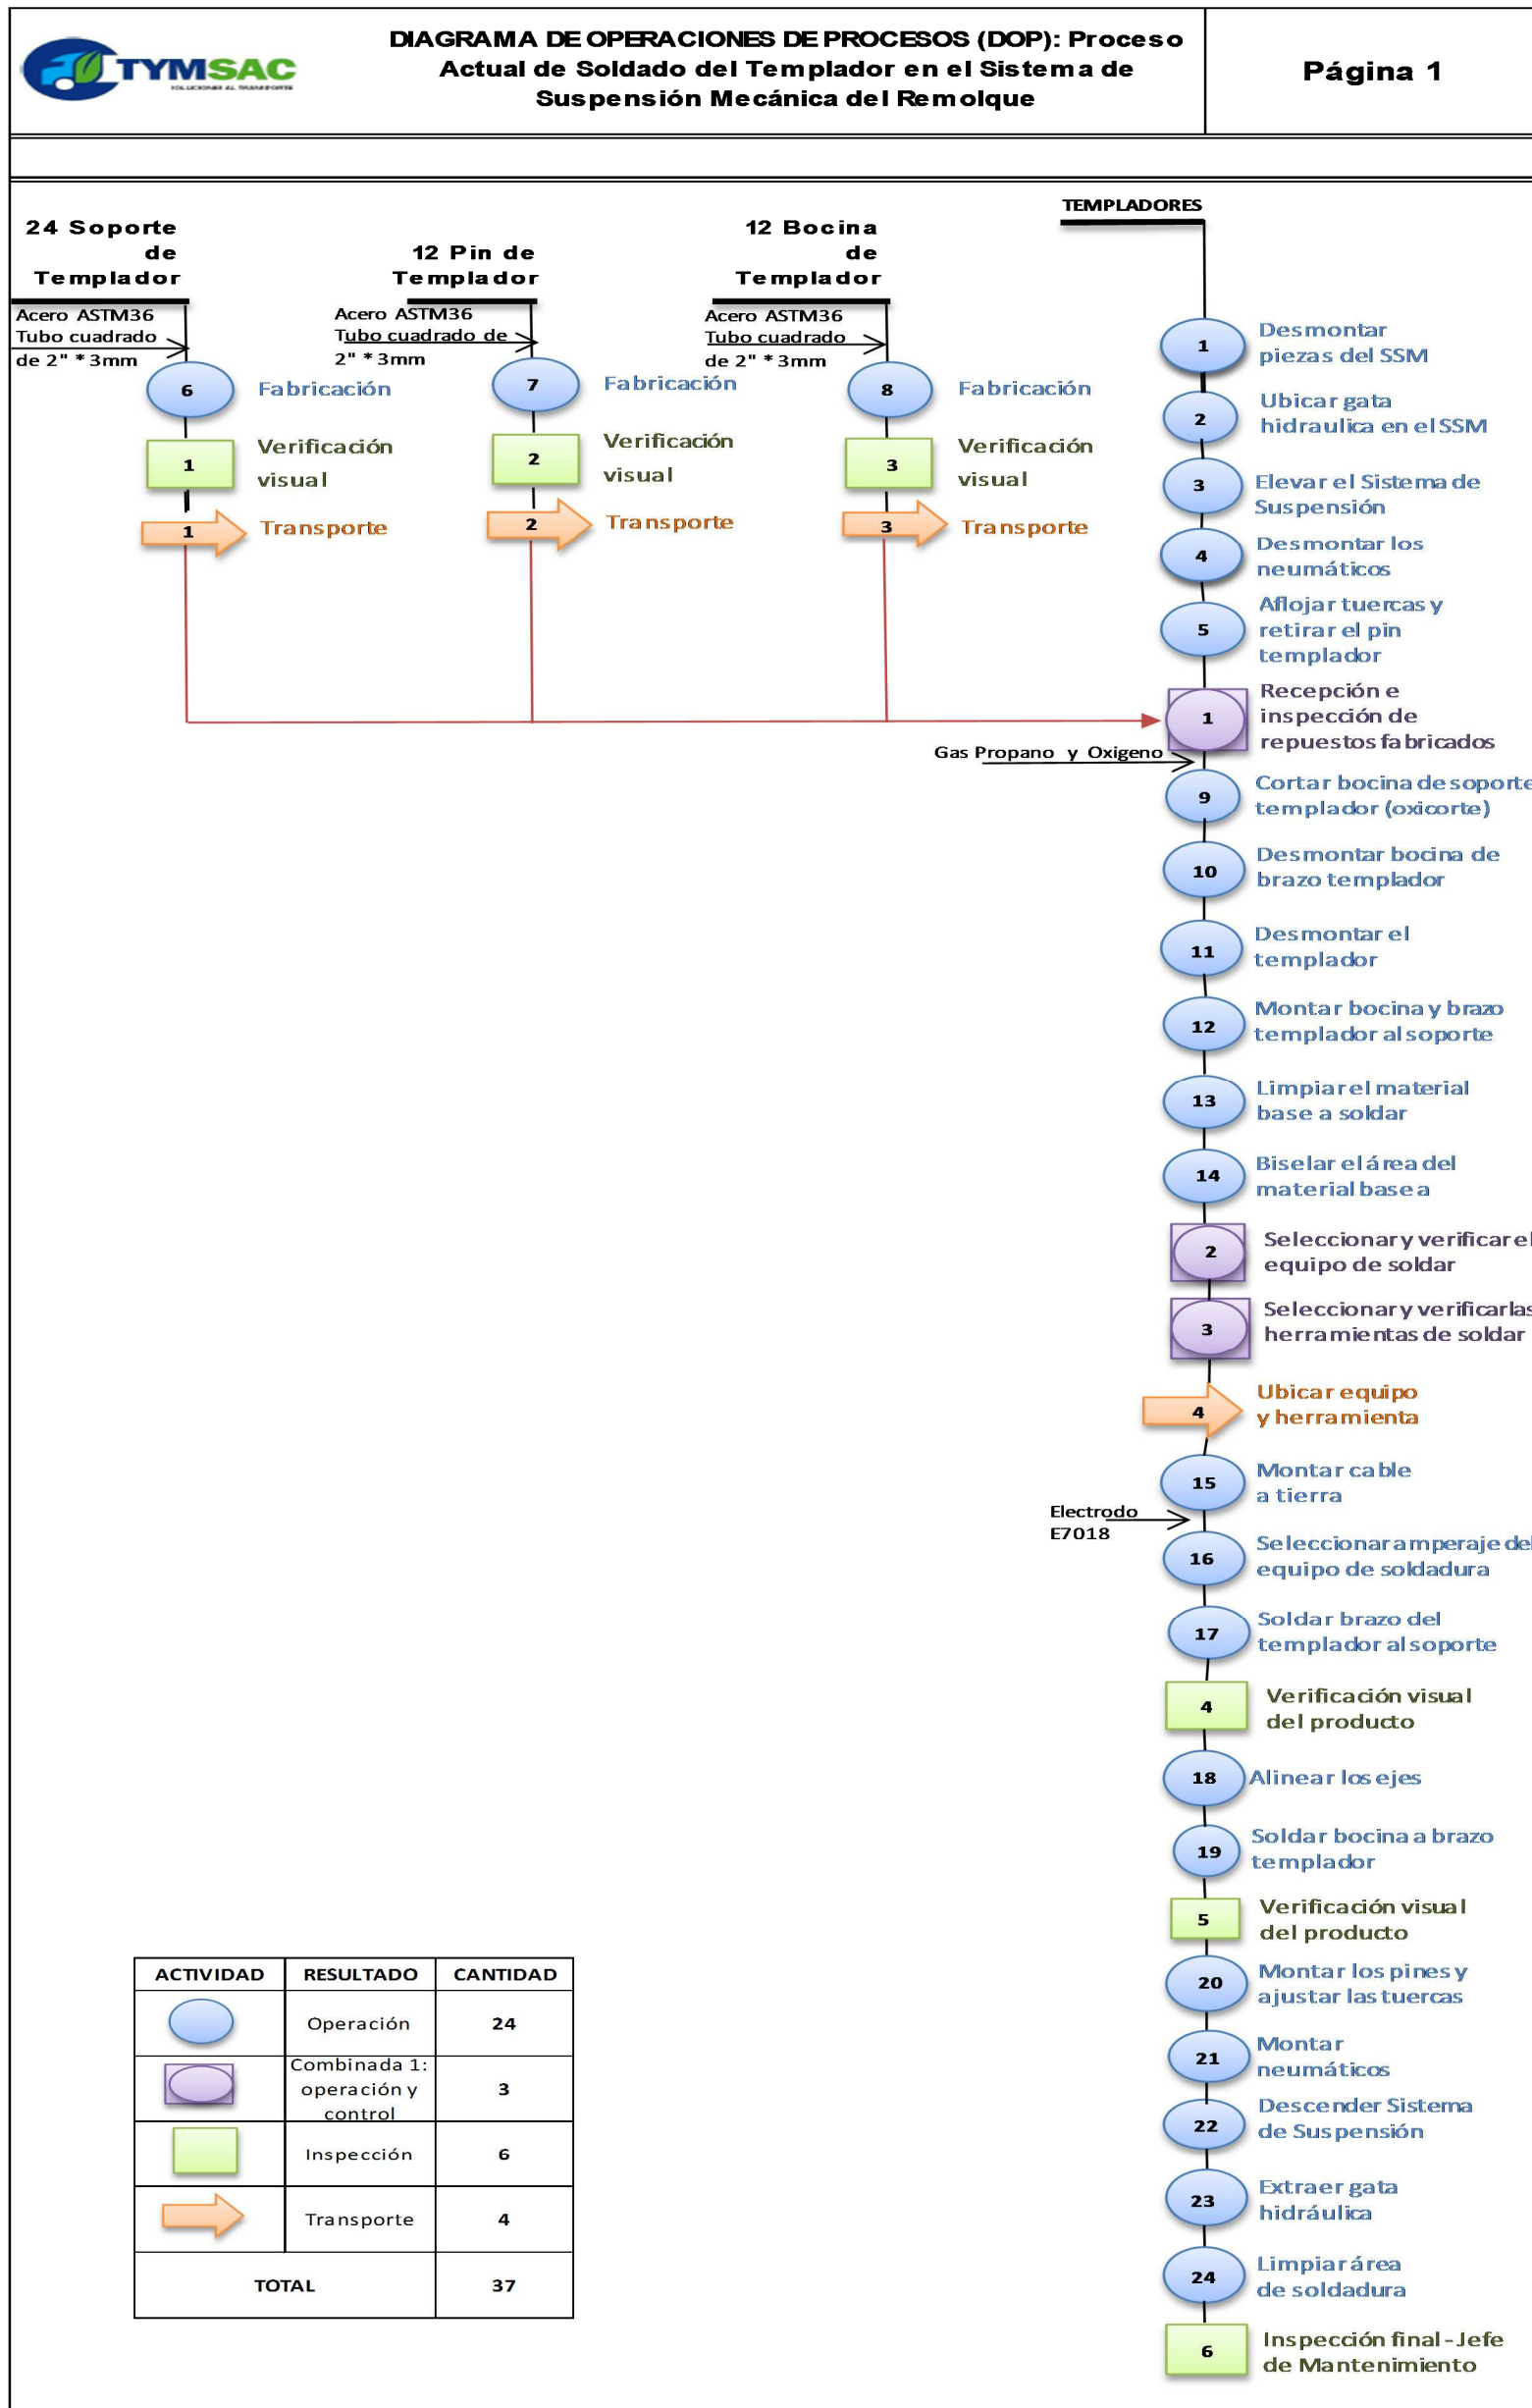 TYMSAC
SOLUCIONES AL TRANSPORTE
DIAGRAMA DE OPERACIONES DE PROCESOS (DOP): Proceso
Actual de Soldado del Templador en el Sistema de
Suspensión Mecánica del Remolque
Página 1
24 Soporte
de
Templador
Acero ASTM36
Tubo cuadrado
de 2" * 3mm
6
Fabricación
1
Verificación
visual
1
Transporte
12 Pin de
Templador
Acero ASTM36
Tubo cuadrado de
2" * 3mm
7
Fabricación
2
Verificación
visual
2
Transporte
12 Bocina
de
Templador
Acero ASTM36
Tubo cuadrado
de 2" * 3mm
8
Fabricación
3
Verificación
visual
3
Transporte
TEMPLADORES
1
Desmontar
piezas del SSM
2
Ubicar gata
hidraulica en el SSM
3
Elevar el Sistema de
Suspensión
4
Desmontar los
neumáticos
5
Aflojar tuercas y
retirar el pin
templador
1
Recepción e
inspección de
repuestos fabricados
Gas Propano y Oxigeno
9
Cortar bocina de soporte
templador (oxicorte)
10
Desmontar bocina de
brazo templador
11
Desmontar el
templador
12
Montar bocina y brazo
templador al soporte
13
Limpiar el material
base a soldar
14
Biselar el área del
material base a
2
Seleccionar y verificar el
equipo de soldar
3
Seleccionar y verificar las
herramientas de soldar
4
Ubicar equipo
y herramienta
15
Montar cable
a tierra
Electrodo
E7018
16
Seleccionar amperaje del
equipo de soldadura
17
Soldar brazo del
templador al soporte
4
Verificación visual
del producto
18
Alinear los ejes
19
Soldar bocina a brazo
templador
5
Verificación visual
del producto
20
Montar los pines y
ajustar las tuercas
21
Montar
neumáticos
22
Descender Sistema
de Suspensión
23
Extraer gata
hidráulica
24
Limpiar área
de soldadura
6
Inspección final - Jefe
de Mantenimiento
ACTIVIDAD RESULTADO CANTIDAD
Operación 24
Combinada 1:
operación y
control
3
Inspección 6
Transporte 4
TOTAL 37